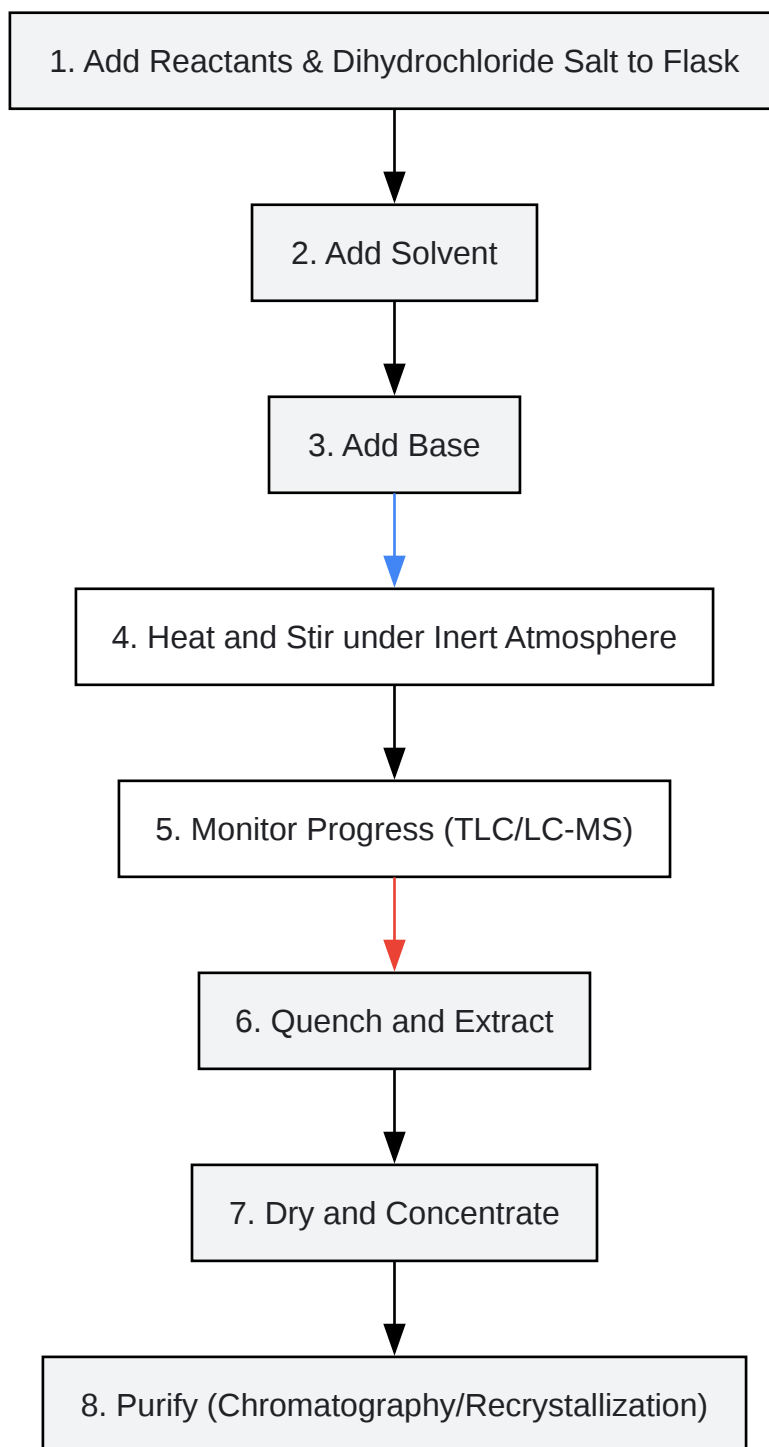 1. Add Reactants & Dihydrochloride Salt to Flask
2. Add Solvent
3. Add Base
4. Heat and Stir under Inert Atmosphere
5. Monitor Progress (TLC/LC-MS)
6. Quench and Extract
7. Dry and Concentrate
8. Purify (Chromatography/Recrystallization)